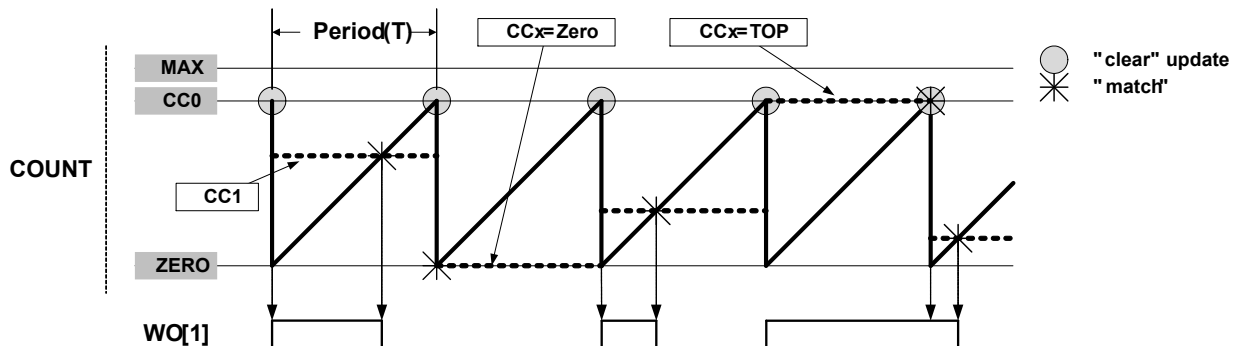 Period(T)
CCx=Zero
CCx=TOP
"clear" update
"match"
MAX
CC0
COUNT
CC1
ZERO
WO[1]